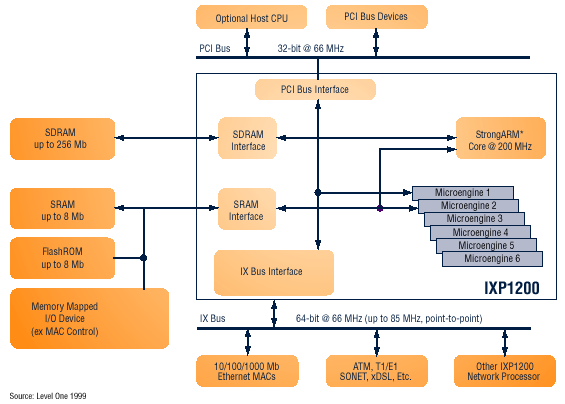 Optional Host CPU
PCI Bus Devices
PCI Bus
32-bit @ 66 MHz
PCI Bus Interface
SDRAM
up to 256 Mb
SDRAM
Interface
StrongARM*
Core @ 200 MHz
SRAM
up to 8 Mb
SRAM
Interface
Microengine 1
Microengine 2
Microengine 3
Microengine 4
Microengine 5
Microengine 6
FlashROM
up to 8 Mb
IX Bus Interface
IXP1200
Memory Mapped
I/O Device
(ex MAC Control)
IX Bus
64-bit @ 66 MHz (up to 85 MHz, point-to-point)
10/100/1000 Mb
Ethernet MACs
ATM, T1/E1
SONET, xDSL, Etc.
Other IXP1200
Network Processor
Source: Level One 1999